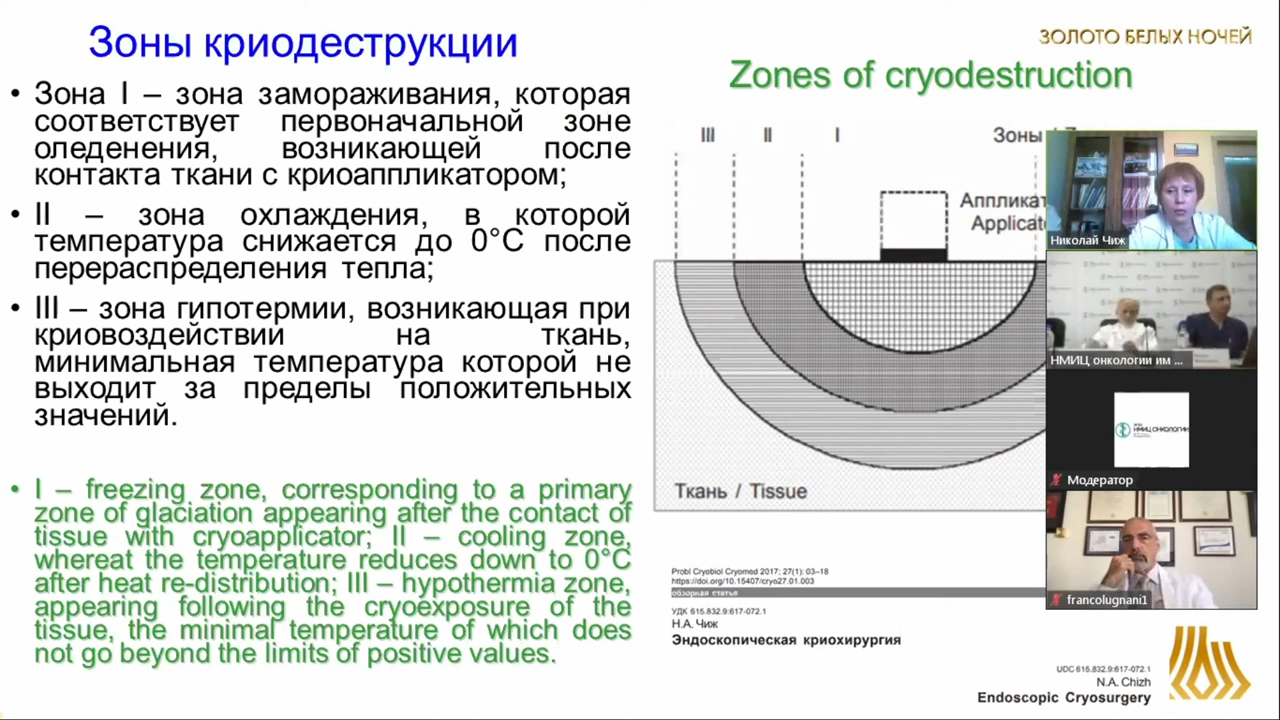 Зоны криодеструкции
• Зона I – зона замораживания, которая
соответствует первоначальной зоне
оледенения, возникающей после
контакта ткани с криоаппликатором;
• II – зона охлаждения, в которой
температура снижается до 0°С после
перераспределения тепла;
• III – зона гипотермии, возникающая при
криовоздействий на ткань,
минимальная температура которой не
выходит за пределы положительных
значений.
• I – freezing zone, corresponding to a primary
zone of glaciation appearing after the contact of
tissue with cryoapplicator; II – cooling zone,
whereat the temperature reduces down to 0°C
after heat re-distribution; III – hypothermia zone,
appearing following the cryoexposure of the
tissue, the minimal temperature of which does
not go beyond the limits of positive values.
ЗОЛОТО БЕЛЫХ НОЧЕЙ
Zones of cryodestruction
III II I Зоны
Аппликат
Applicat
Ткань / Tissue
Николай Чиж
НМИЦ онкологии им ...
НМИЦ ОНКОЛОГИИ
Модератор
francolugnani1
Probl Cryobiol Cryomed 2017; 27(1): 03–18
https://doi.org/10.15407/cryo27.01.003
обзорная статья
УДК 615.832.9:617-072.1
Н.А. Чиж
Эндоскопическая криохирургия
UDC 615.832.9:617-072.1
N.A. Chizh
Endoscopic Cryosurgery